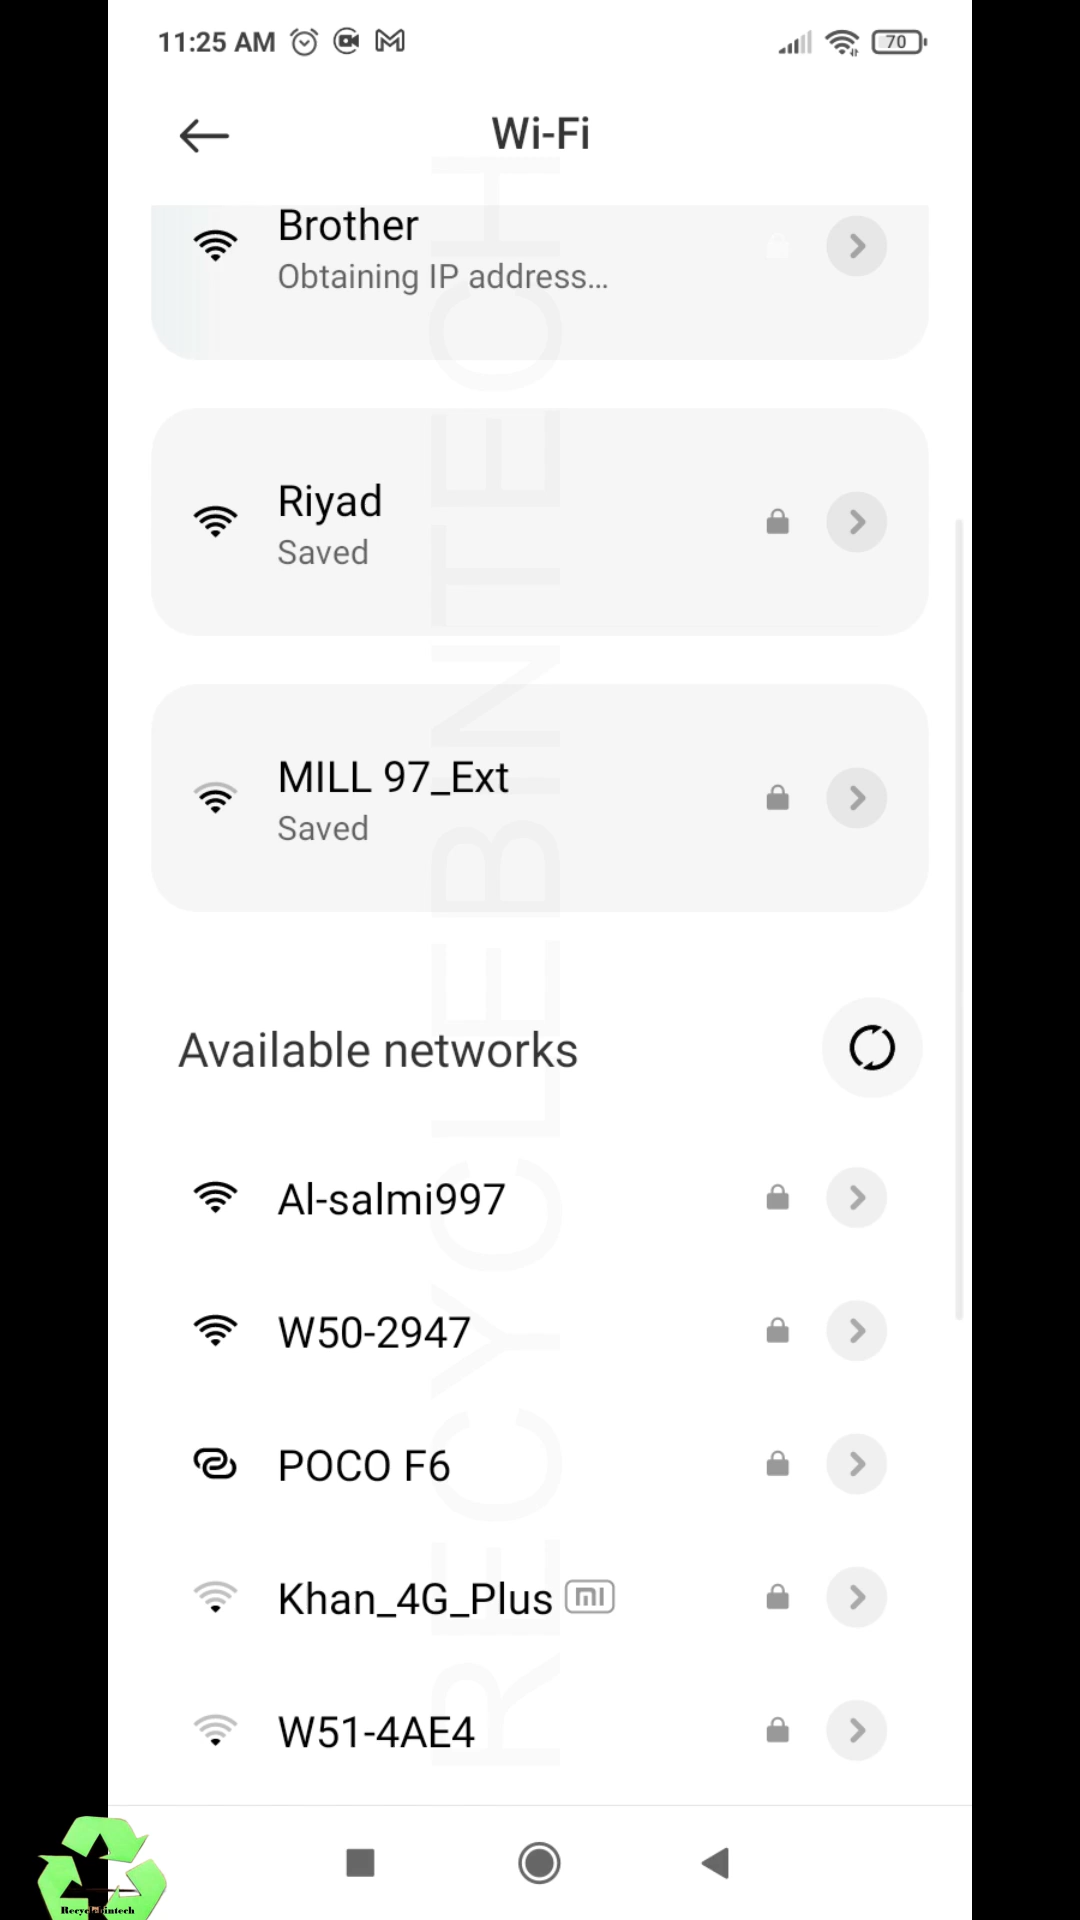 11:25 AM
70
Wi-Fi
Brother
Obtaining IP address...
Riyad
Saved
MILL 97_Ext
Saved
Available networks
Al-salmi997
W50-2947
POCO F6
Khan_4G_Plus
W51-4AE4
RECYCLEBINTECH
Recyclebintech